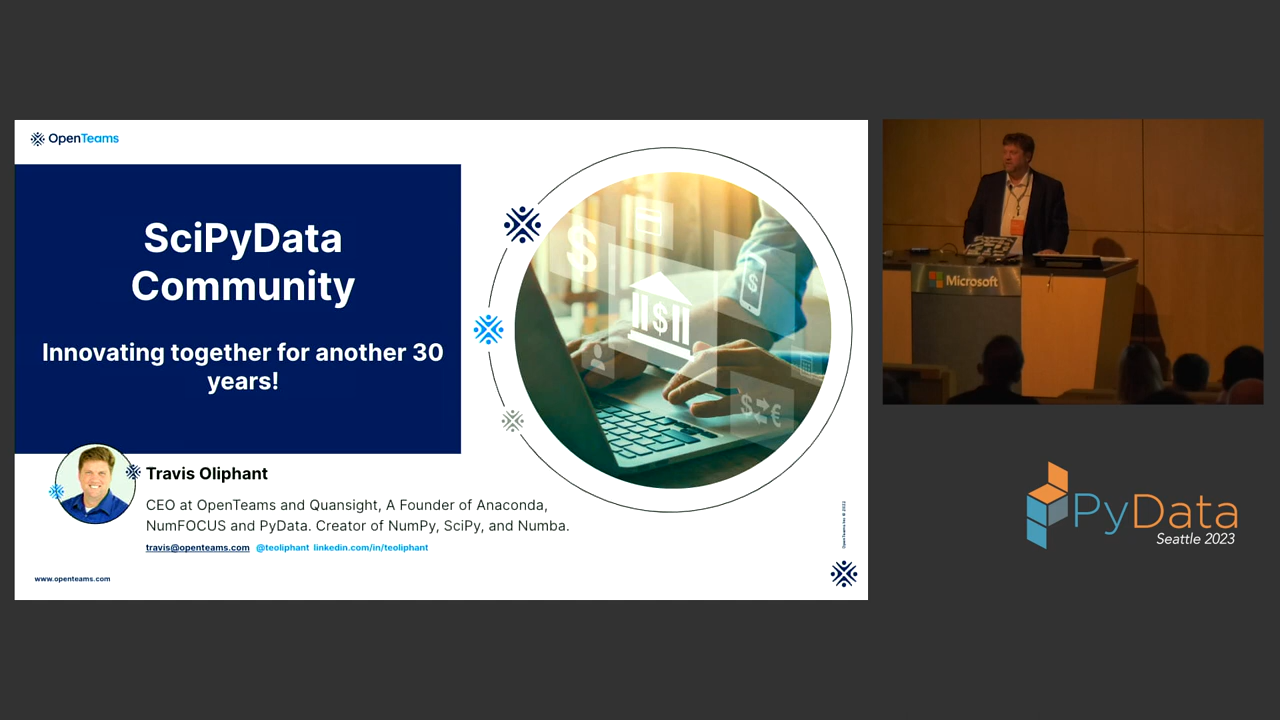 OpenTeams
SciPyData
Community
Innovating together for another 30
years!
Travis Oliphant
CEO at OpenTeams and Quansight, A Founder of Anaconda,
NumFOCUS and PyData. Creator of NumPy, SciPy, and Numba.
travis@openteams.com @teoliphant linkedin.com/in/teoliphant
www.openteams.com
$
$
$
$ €
Microsoft
PyData
Seattle 2023